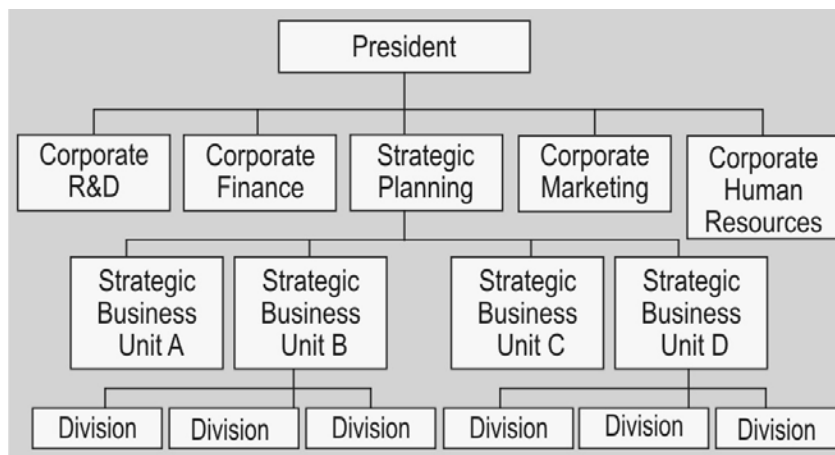 President
Corporate
R&D
Corporate
Finance
Strategic
Planning
Corporate
Marketing
Corporate
Human
Resources
Strategic
Business
Unit A
Strategic
Business
Unit B
Strategic
Business
Unit C
Strategic
Business
Unit D
Division
Division
Division
Division
Division
Division